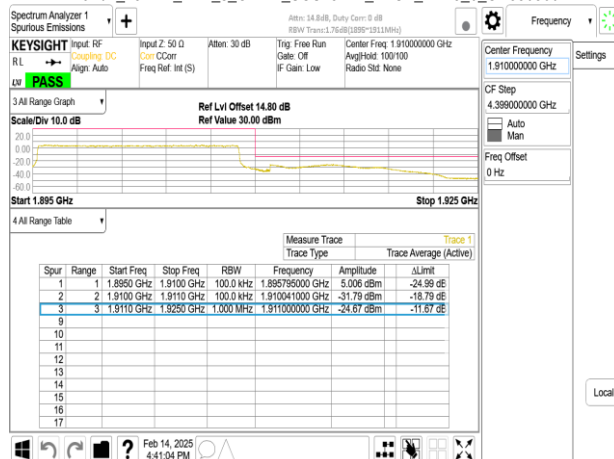 Spectrum Analyzer 1
Spurious Emissions
Attn: 14.8dB, Duty Corr: 0 dB
RBW Trans:1.76dB(1895~1911MHz)
Frequency
Settings
KEYSIGHT
RL
Input: RF
Coupling: DC
Align: Auto
Input Z: 50 Ω
Corr CCorr
Freq Ref: Int (S)
Atten: 30 dB
Trig: Free Run
Gate: Off
IF Gain: Low
Center Freq: 1.910000000 GHz
Avg|Hold: 100/100
Radio Std: None
PASS
Center Frequency
1.910000000 GHz
CF Step
4.399000000 GHz
Auto
Man
Freq Offset
0 Hz
3 All Range Graph
Scale/Div 10.0 dB
Ref Lvl Offset 14.80 dB
Ref Value 30.00 dBm
20.0
0.00
-20.0
-40.0
-60.0
Start 1.895 GHz
Stop 1.925 GHz
4 All Range Table
Measure Trace Trace 1
Trace Type Trace Average (Active)
Spur Range Start Freq Stop Freq RBW Frequency Amplitude ΔLimit
1 1 1.8950 GHz 1.9100 GHz 100.0 kHz 1.895795000 GHz 5.006 dBm -24.99 dB
2 2 1.9100 GHz 1.9110 GHz 100.0 kHz 1.910041000 GHz -31.79 dBm -18.79 dB
3 3 1.9110 GHz 1.9250 GHz 1.000 MHz 1.911000000 GHz -24.67 dBm -11.67 dB
9
10
11
12
13
14
15
16
17
Local
Feb 14, 2025
4:41:04 PM